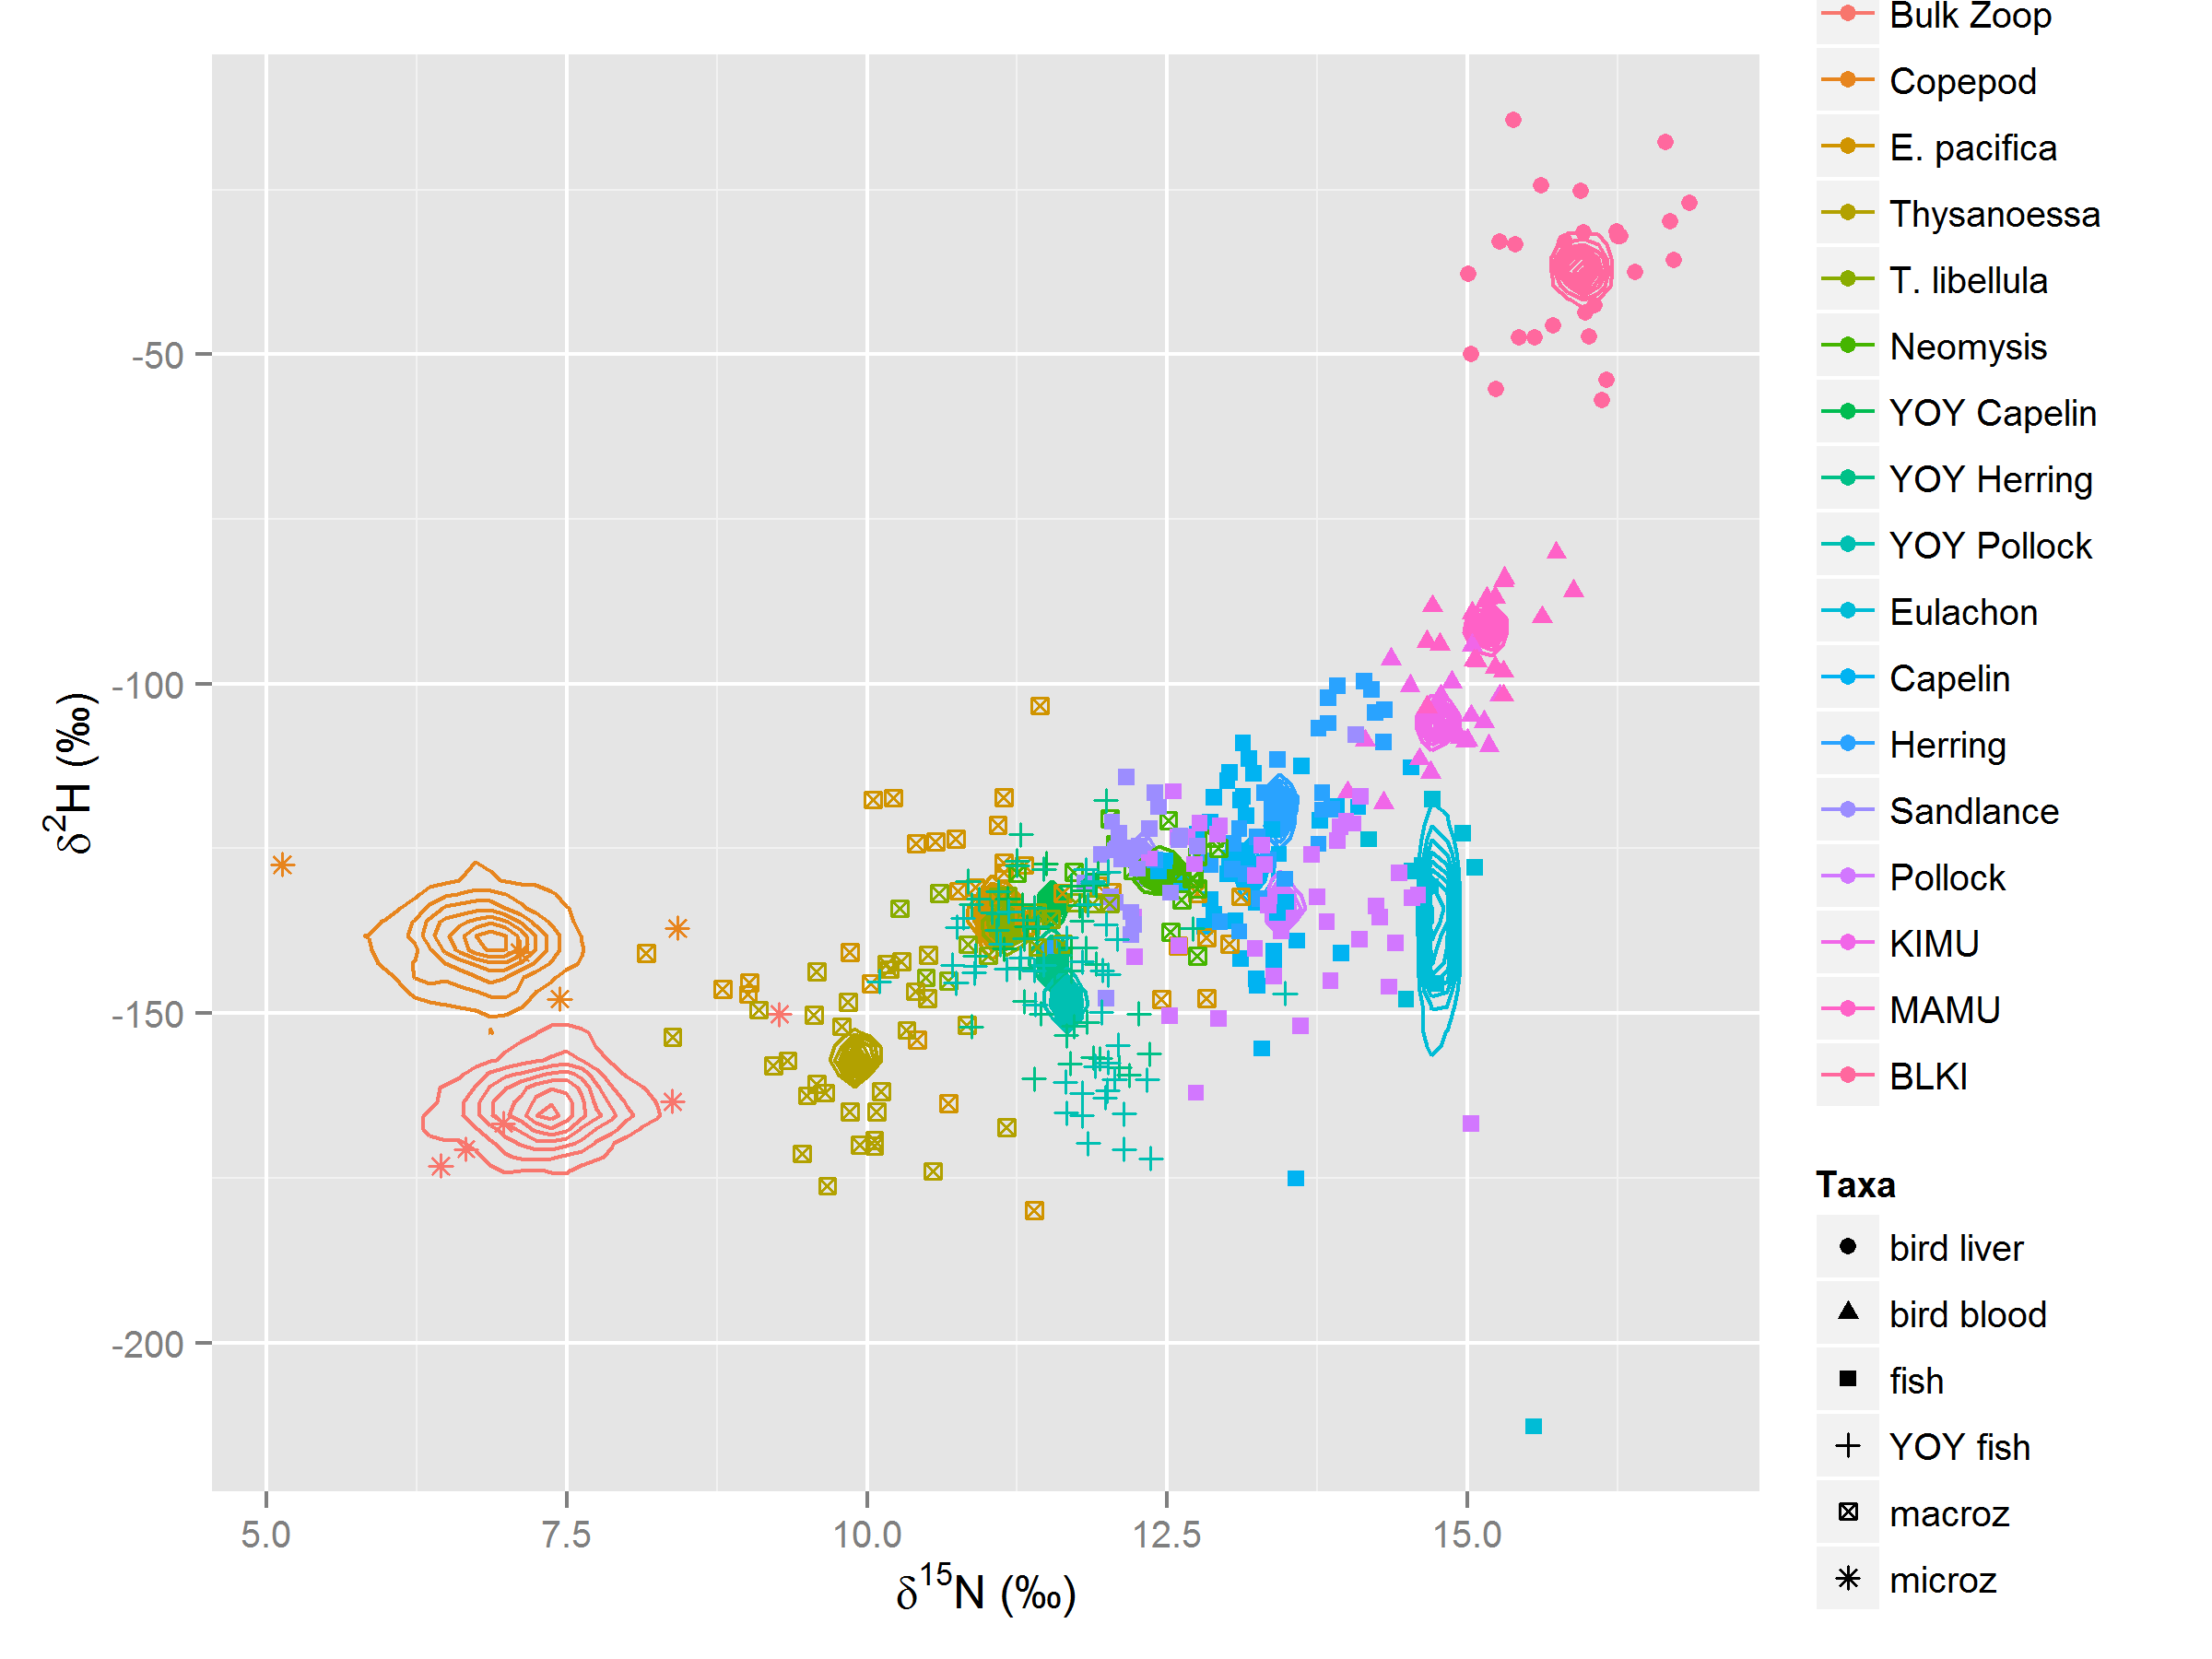 Bulk Zoop
Copepod
E. pacifica
Thysanoessa
T. libellula
Neomysis
YOY Capelin
YOY Herring
YOY Pollock
Eulachon
Capelin
Herring
Sandlance
Pollock
KIMU
MAMU
BLKI
Taxa
bird liver
bird blood
fish
YOY fish
macroz
microz
-50
-100
-150
-200
δ²H (‰)
5.0 7.5 10.0 12.5 15.0
δ¹⁵N (‰)